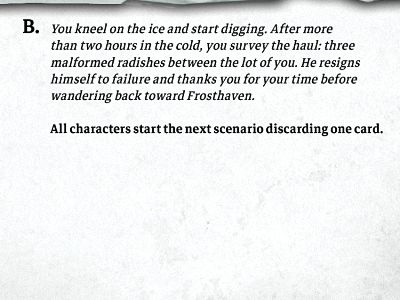 B. You kneel on the ice and start digging. After more
than two hours in the cold, you survey the haul: three
malformed radishes between the lot of you. He resigns
himself to failure and thanks you for your time before
wandering back toward Frosthaven.
All characters start the next scenario discarding one card.